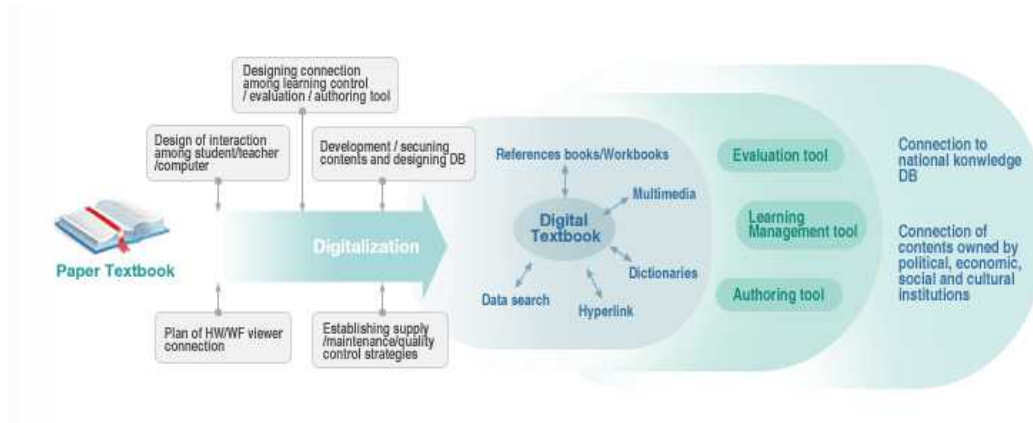 Designing connection
among learning control
/ evaluation / authoring tool
Design of interaction
among student/teacher
/computer
Development / secuning
contents and designing DB
Paper Textbook
Digitalization
Plan of HW/WF viewer
connection
Establishing supply
/maintenance/quality
control strategies
References books/Workbooks
Multimedia
Digital
Textbook
Dictionaries
Data search
Hyperlink
Evaluation tool
Learning
Management tool
Authoring tool
Connection to
national konwledge
DB
Connection of
contents owned by
political, economic,
social and cultural
institutions